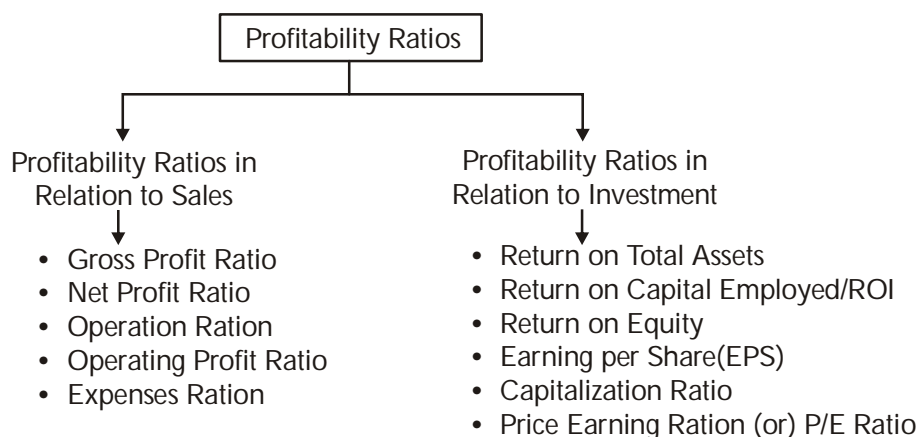 Profitability Ratios
Profitability Ratios in
Relation to Sales
• Gross Profit Ratio
• Net Profit Ratio
• Operation Ration
• Operating Profit Ratio
• Expenses Ration
Profitability Ratios in
Relation to Investment
• Return on Total Assets
• Return on Capital Employed/ROI
• Return on Equity
• Earning per Share(EPS)
• Capitalization Ratio
• Price Earning Ration (or) P/E Ratio